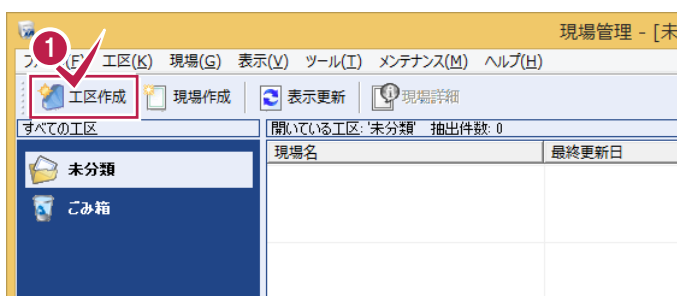 現場管理 - [未
1
工区(K) 現場(G) 表示(V) ツール(T) メンテナンス(M) ヘルプ(H)
工区作成 現場作成 表示更新 現場詳細
すべての工区
開いている工区: '未分類' 抽出件数: 0
現場名 最終更新日
未分類
ごみ箱